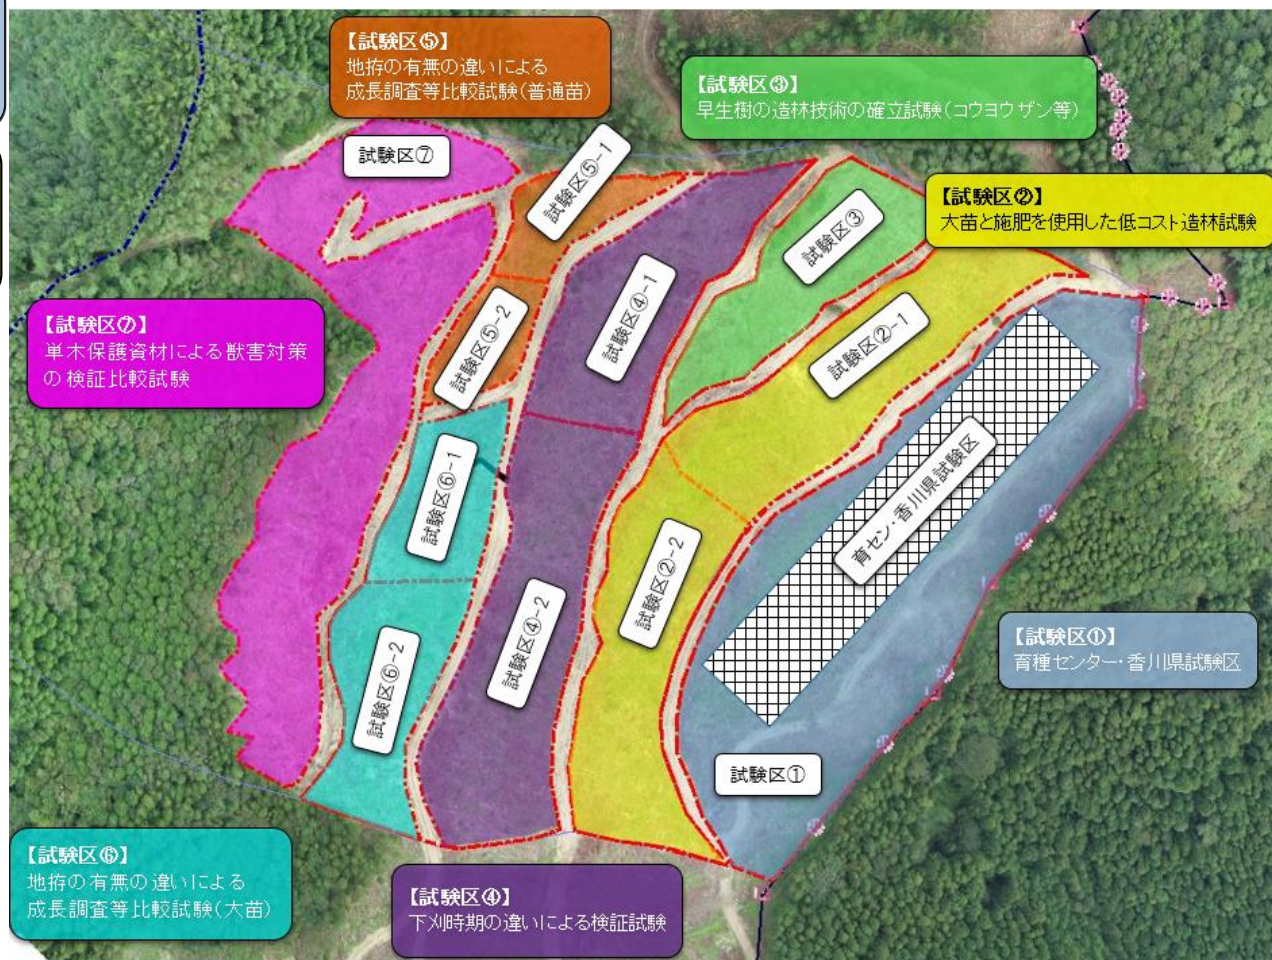 【試験区⑤】
地拵の有無の違いによる
成長調査等比較試験(普通苗)
【試験区③】
早生樹の造林技術の確立試験(コウヨウザン等)
【試験区②】
大苗と施肥を使用した低コスト造林試験
【試験区⑦】
単木保護資材による獣害対策
の検証比較試験
【試験区①】
育種センター・香川県試験区
【試験区⑥】
地拵の有無の違いによる
成長調査等比較試験(大苗)
【試験区④】
下刈時期の違いによる検証試験
試験区⑦
試験区⑤-1
試験区⑤-2
試験区④-1
試験区③
試験区②-1
試験区⑥-1
試験区⑥-2
試験区④-2
試験区②-2
育セン・香川県試験区
試験区①